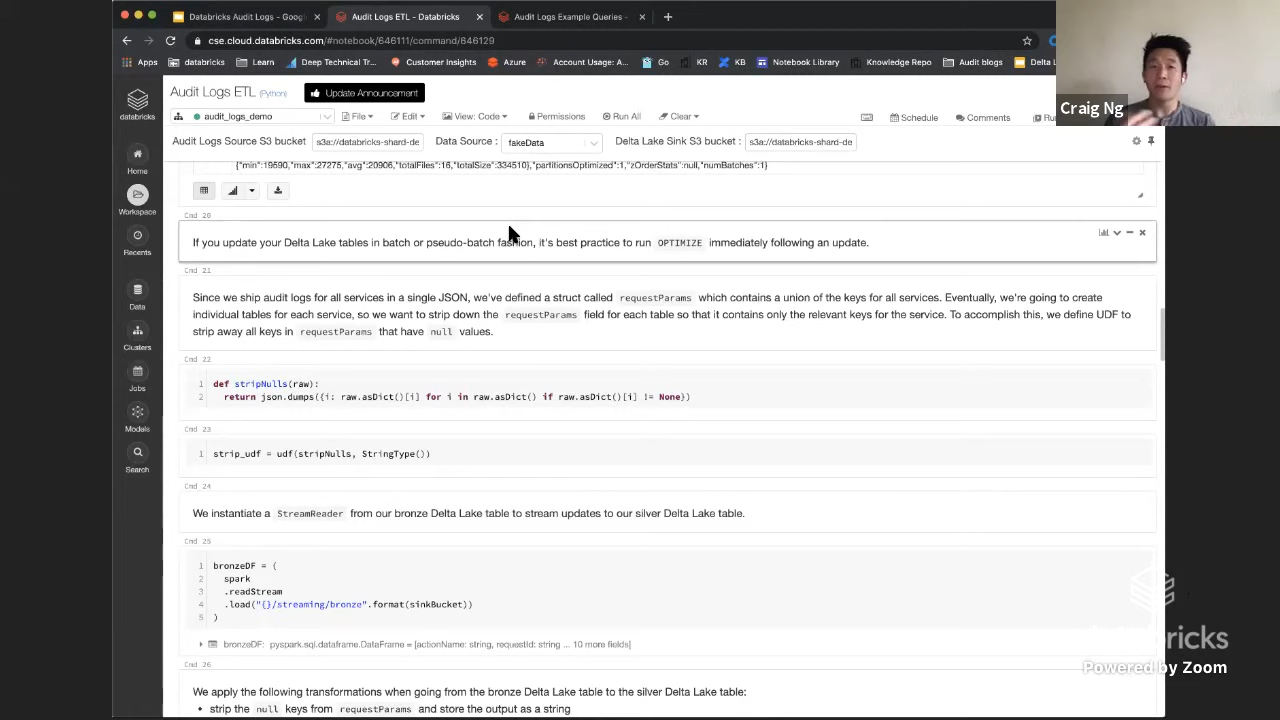 Databricks Audit Logs - Goog
Audit Logs ETL - Databricks
Audit Logs Example Queries -
cse.cloud.databricks.com/#notebook/646111/command/646129
Apps
databricks
Learn
Deep Technical Tr...
Customer Insights
Azure
Account Usage: A...
Go
KR
KB
Notebook Library
Knowledge Repo
Audit blogs
Delta L
Craig Ng
databricks
Home
Workspace
Recents
Data
Clusters
Jobs
Models
Search
Audit Logs ETL (Python)
Update Announcement
audit_logs_demo
File
Edit
View: Code
Permissions
Run All
Clear
Schedule
Comments
Run
Audit Logs Source S3 bucket : s3a://databricks-shard-de
Data Source : fakeData
Delta Lake Sink S3 bucket : s3a://databricks-shard-de
{"min":19590,"max":27275,"avg":20906,"totalFiles":16,"totalSize":334510},"partitionsOptimized":1,"zOrderStats":null,"numBatches":1}
Cmd 20
If you update your Delta Lake tables in batch or pseudo-batch fashion, it's best practice to run OPTIMIZE immediately following an update.
Cmd 21
Since we ship audit logs for all services in a single JSON, we've defined a struct called requestParams which contains a union of the keys for all services. Eventually, we're going to create
individual tables for each service, so we want to strip down the requestParams field for each table so that it contains only the relevant keys for the service. To accomplish this, we define UDF to
strip away all keys in requestParams that have null values.
Cmd 22
1 def stripNulls(raw):
2 return json.dumps({i: raw.asDict()[i] for i in raw.asDict() if raw.asDict()[i] != None})
Cmd 23
1 strip_udf = udf(stripNulls, StringType())
Cmd 24
We instantiate a StreamReader from our bronze Delta Lake table to stream updates to our silver Delta Lake table.
Cmd 25
1 bronzeDF = (
2 spark
3 .readStream
4 .load("{}/streaming/bronze".format(sinkBucket))
5 )
bronzeDF: pyspark.sql.dataframe.DataFrame = [actionName: string, requestId: string ... 10 more fields]
Cmd 26
We apply the following transformations when going from the bronze Delta Lake table to the silver Delta Lake table:
• strip the null keys from requestParams and store the output as a string
databricks
Powered by Zoom